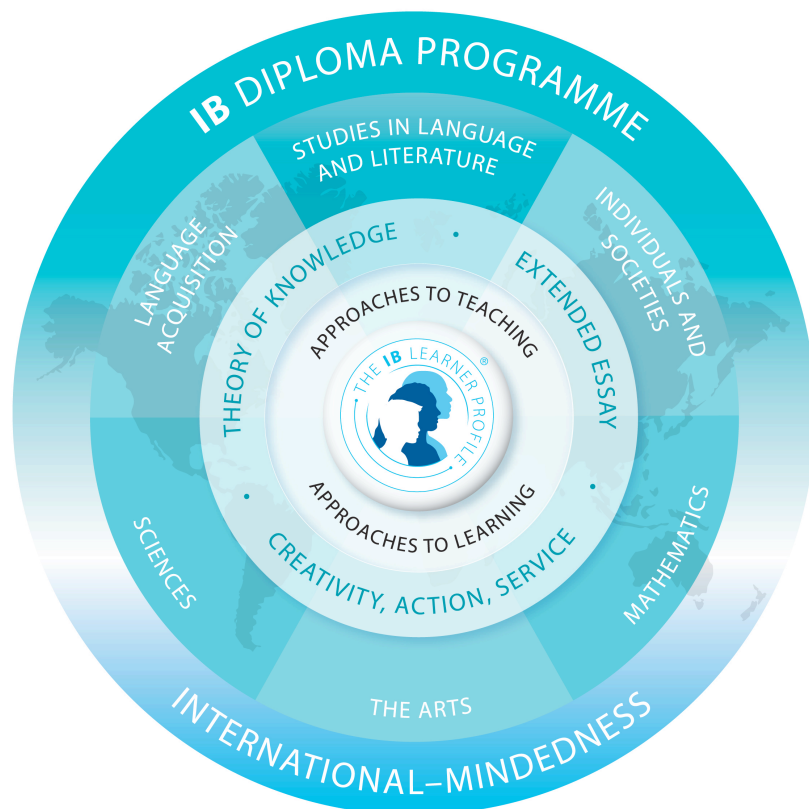 IB DIPLOMA PROGRAMME
STUDIES IN LANGUAGE
AND LITERATURE
LANGUAGE
ACQUISITION
INDIVIDUALS AND
SOCIETIES
THEORY OF KNOWLEDGE
·
EXTENDED ESSAY
·
APPROACHES TO TEACHING
THE IB LEARNER PROFILE ®
APPROACHES TO LEARNING
·
CREATIVITY, ACTION, SERVICE
SCIENCES
MATHEMATICS
THE ARTS
INTERNATIONAL–MINDEDNESS